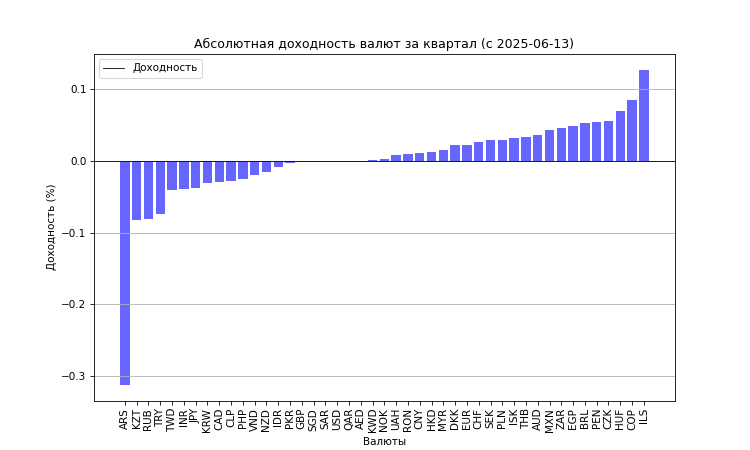 Абсолютная доходность валют за квартал (с 2025-06-13)
Доходность
Доходность (%)
0.1
0.0
−0.1
−0.2
−0.3
ARS KZT RUB TRY TWD INR JPY KRW CAD CLP PHP VND NZD IDR PKR GBP SGD SAR USD QAR AED KWD NOK UAH RON CNY HKD MYR DKK EUR CHF SEK PLN ISK THB AUD MXN ZAR EGP BRL PEN CZK HUF COP ILS
Валюты